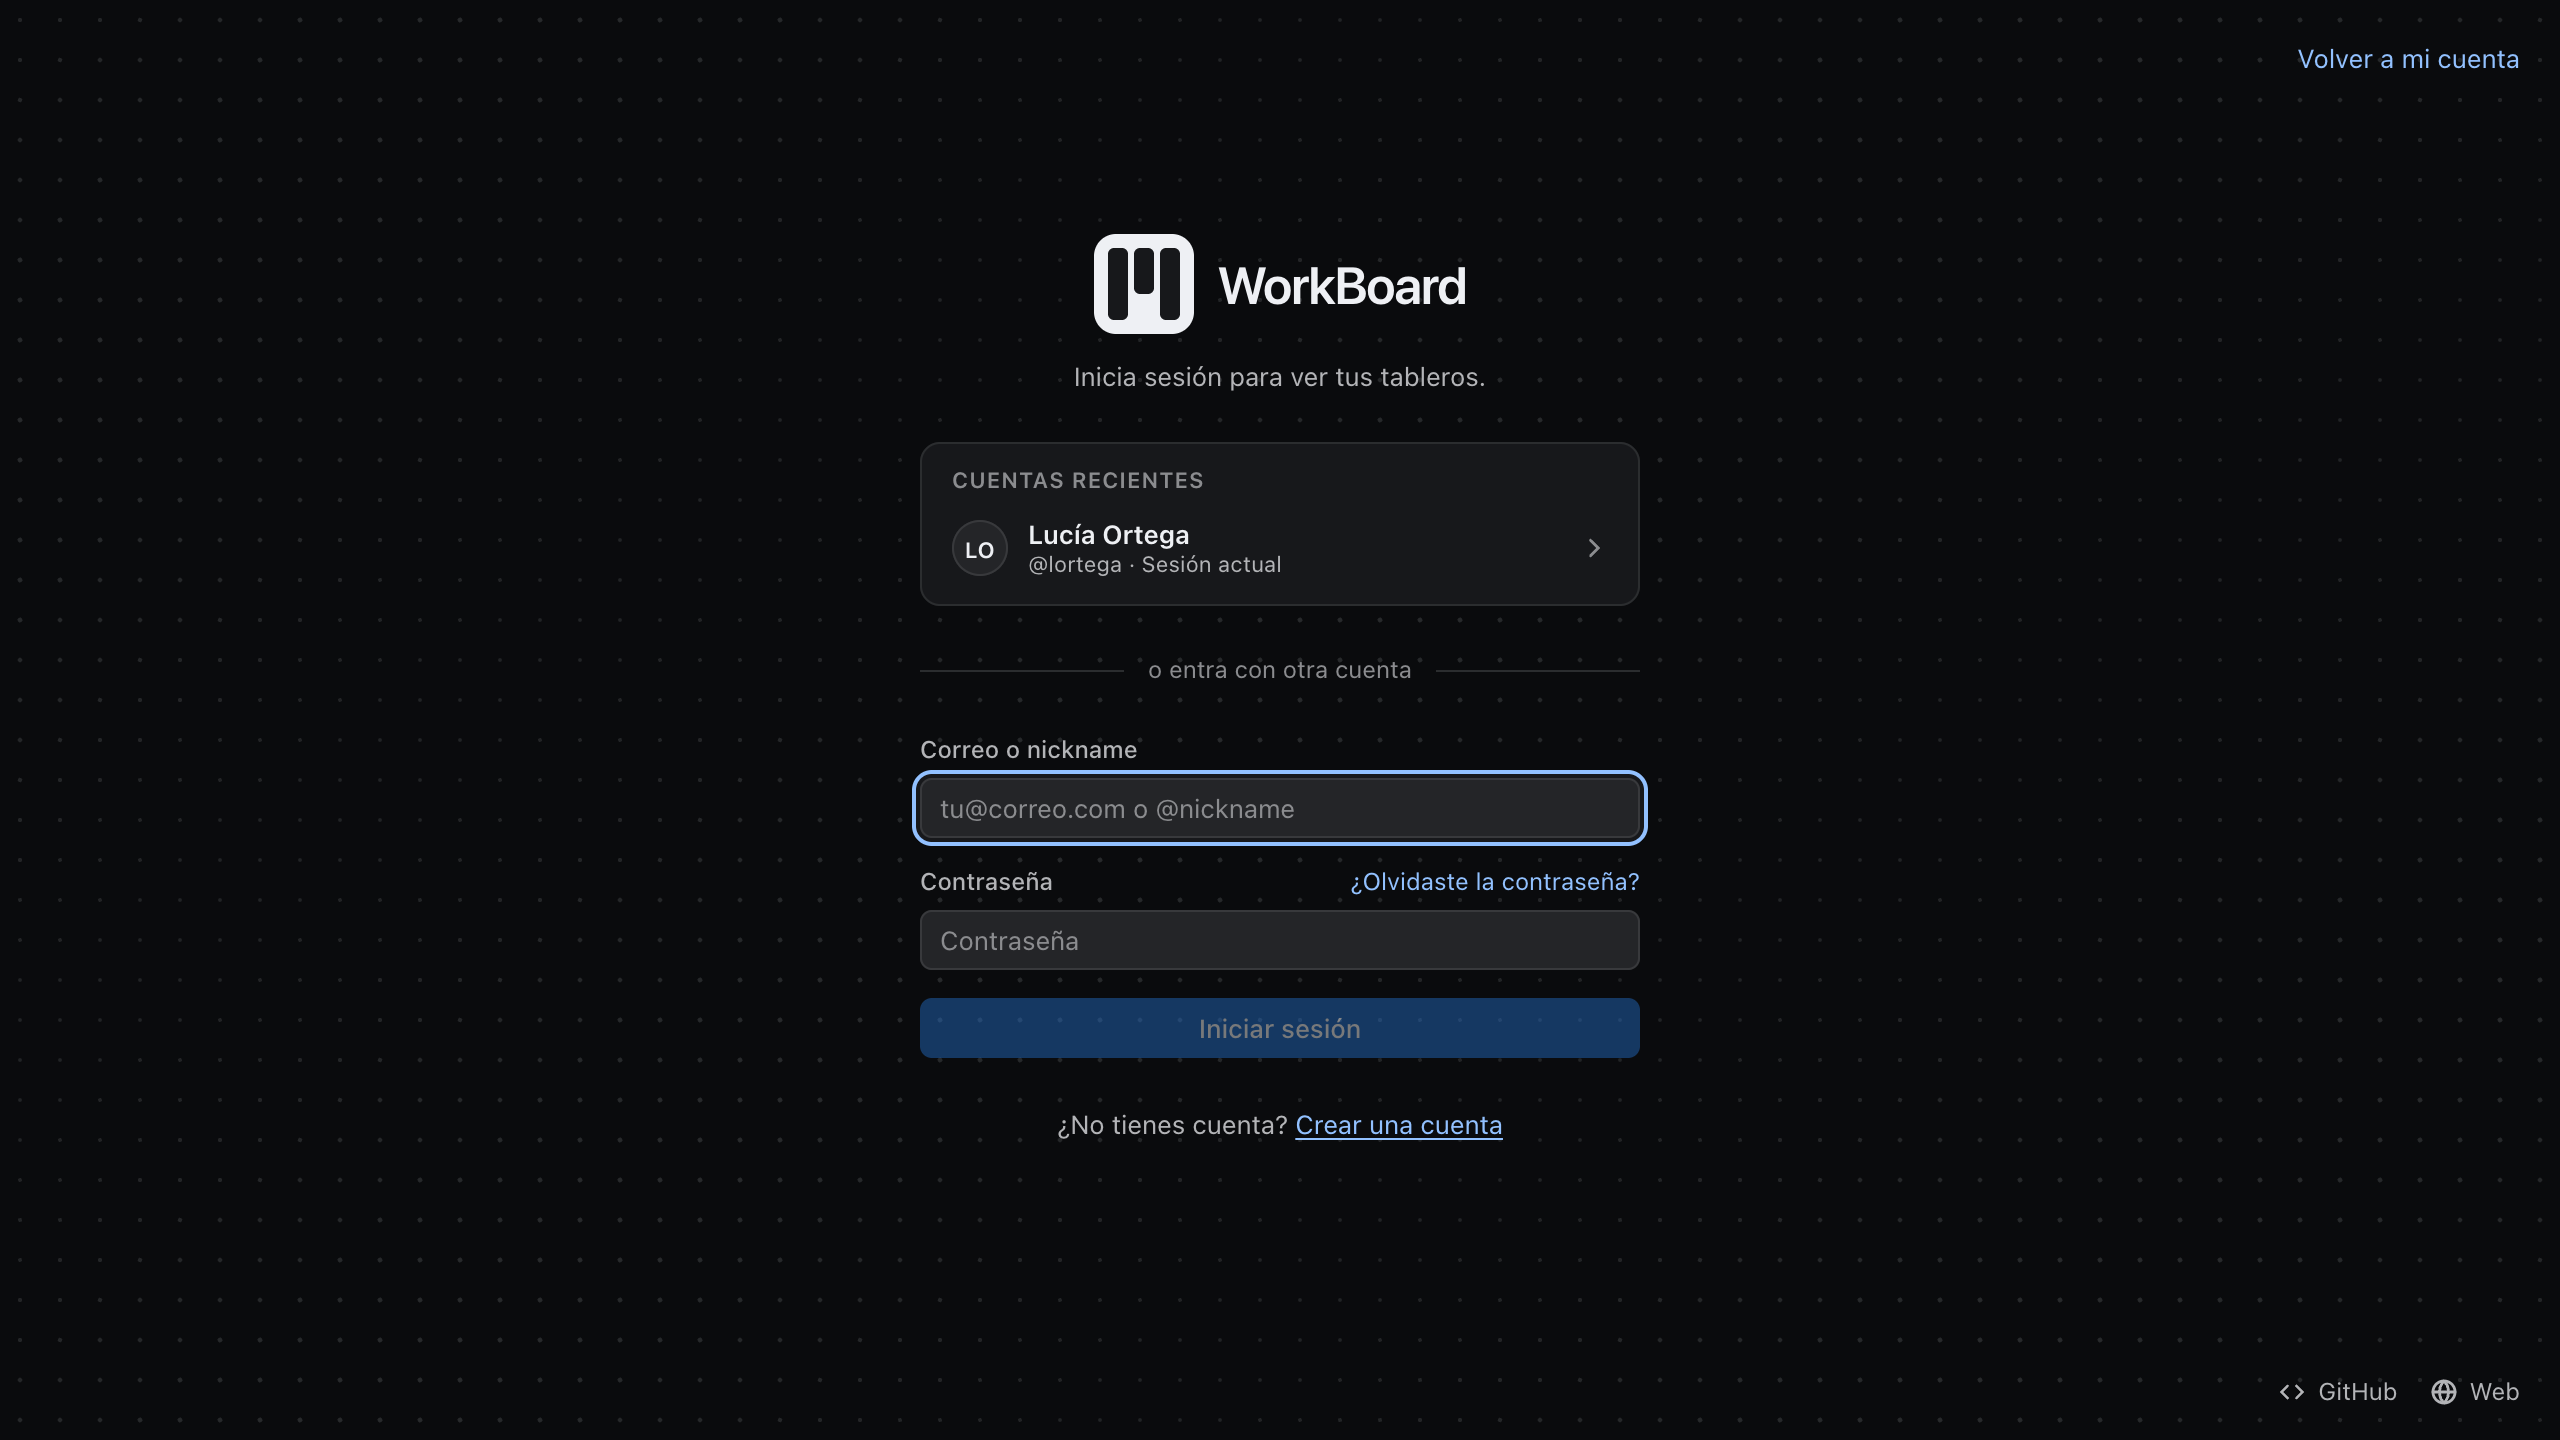 Volver a mi cuenta
WorkBoard
Inicia sesión para ver tus tableros.
CUENTAS RECIENTES
LO
Lucía Ortega
@lortega · Sesión actual
o entra con otra cuenta
Correo o nickname
tu@correo.com o @nickname
Contraseña
¿Olvidaste la contraseña?
Contraseña
Iniciar sesión
¿No tienes cuenta? Crear una cuenta
GitHub
Web